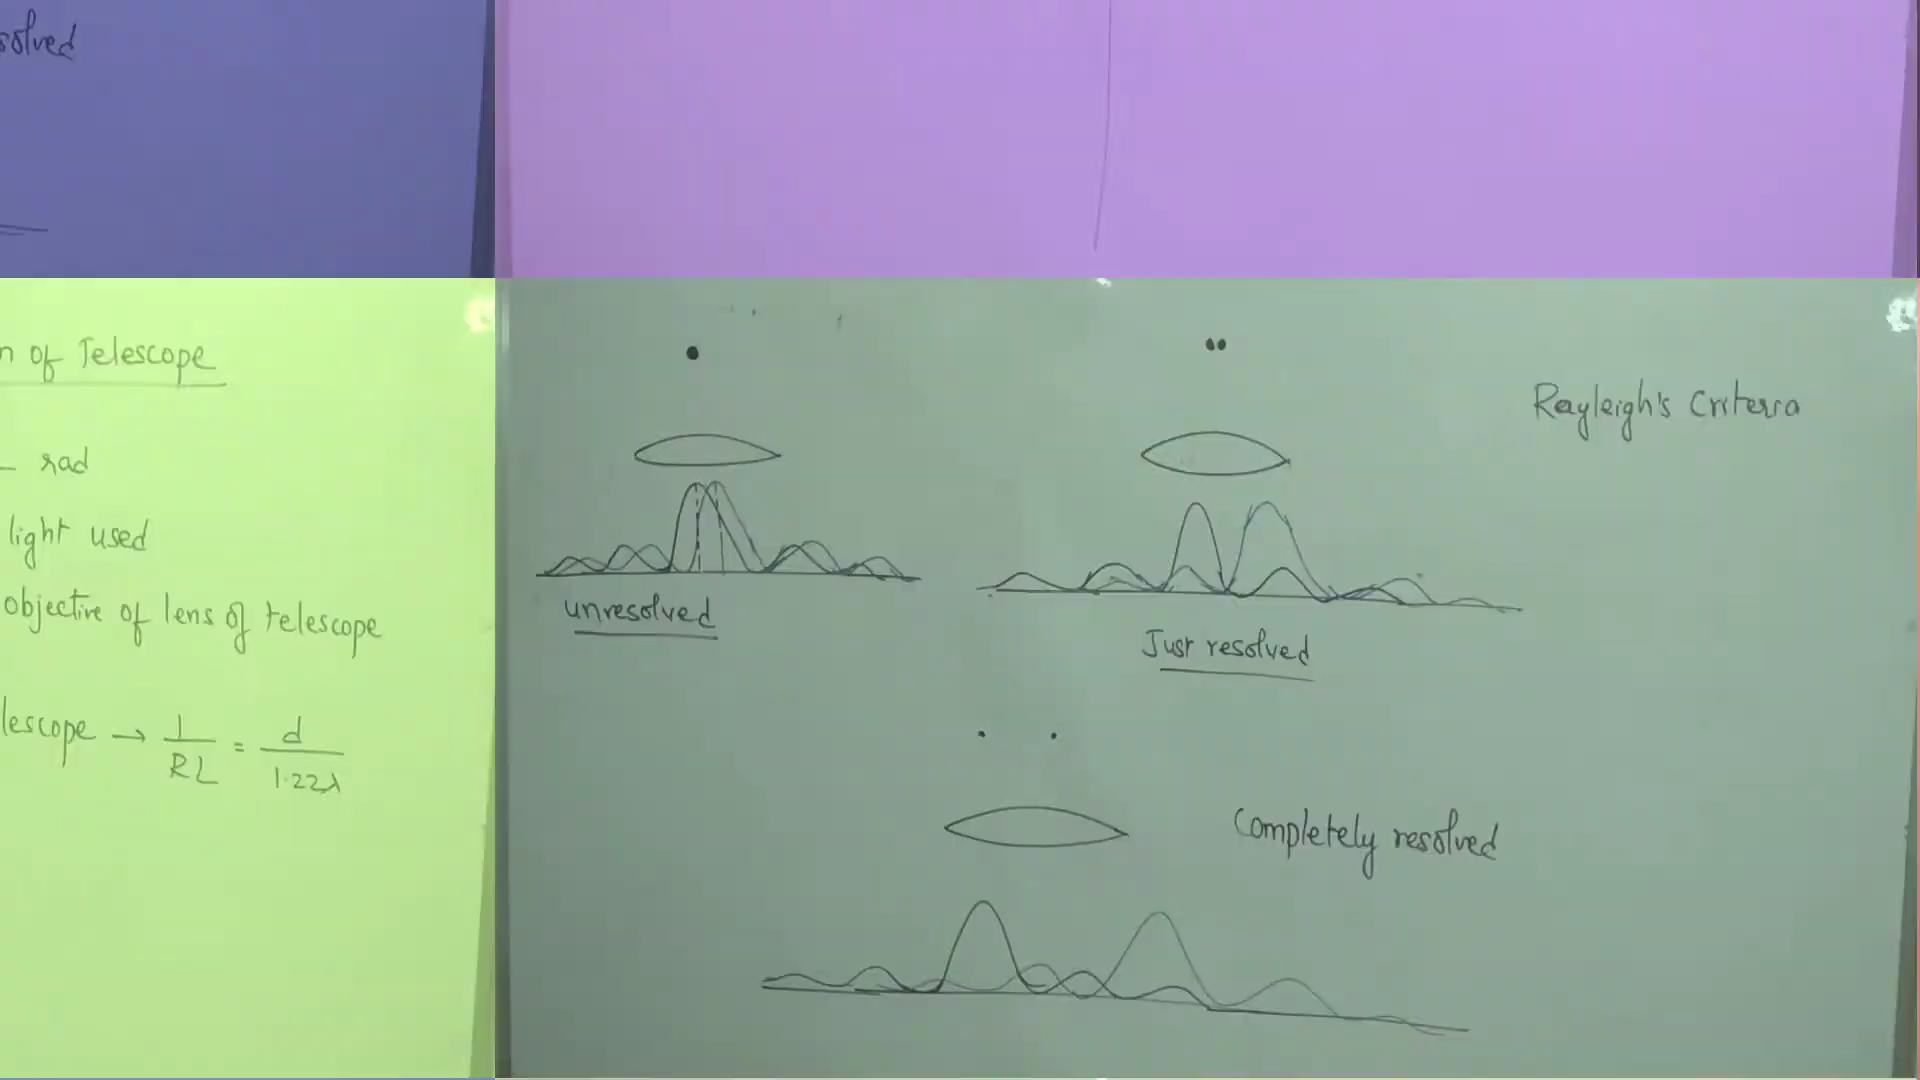 solved
n of Telescope
rad
light used
objective of lens of telescope
lescope → 1/RL = d/1.22λ
Rayleigh's Criteria
unresolved
Just resolved
Completely resolved